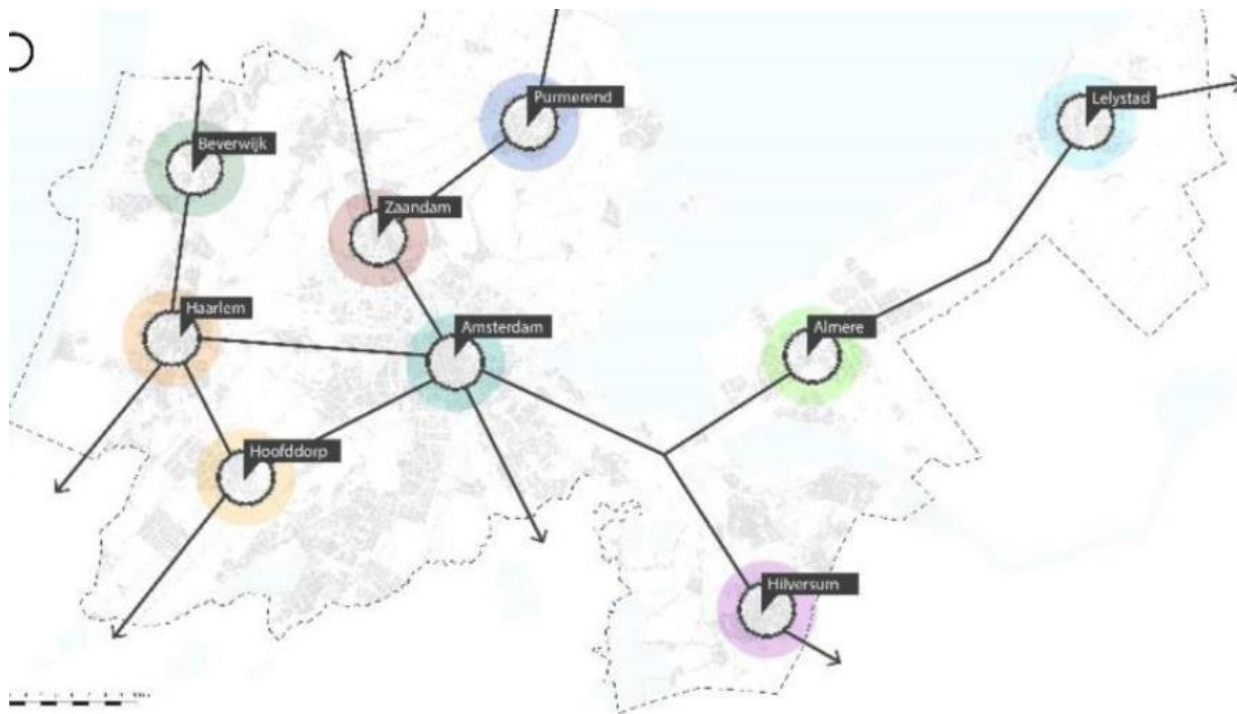 Purmerend
Lelystad
Beverwijk
Zaandam
Haarlem
Amsterdam
Almere
Hoofddorp
Hilversum